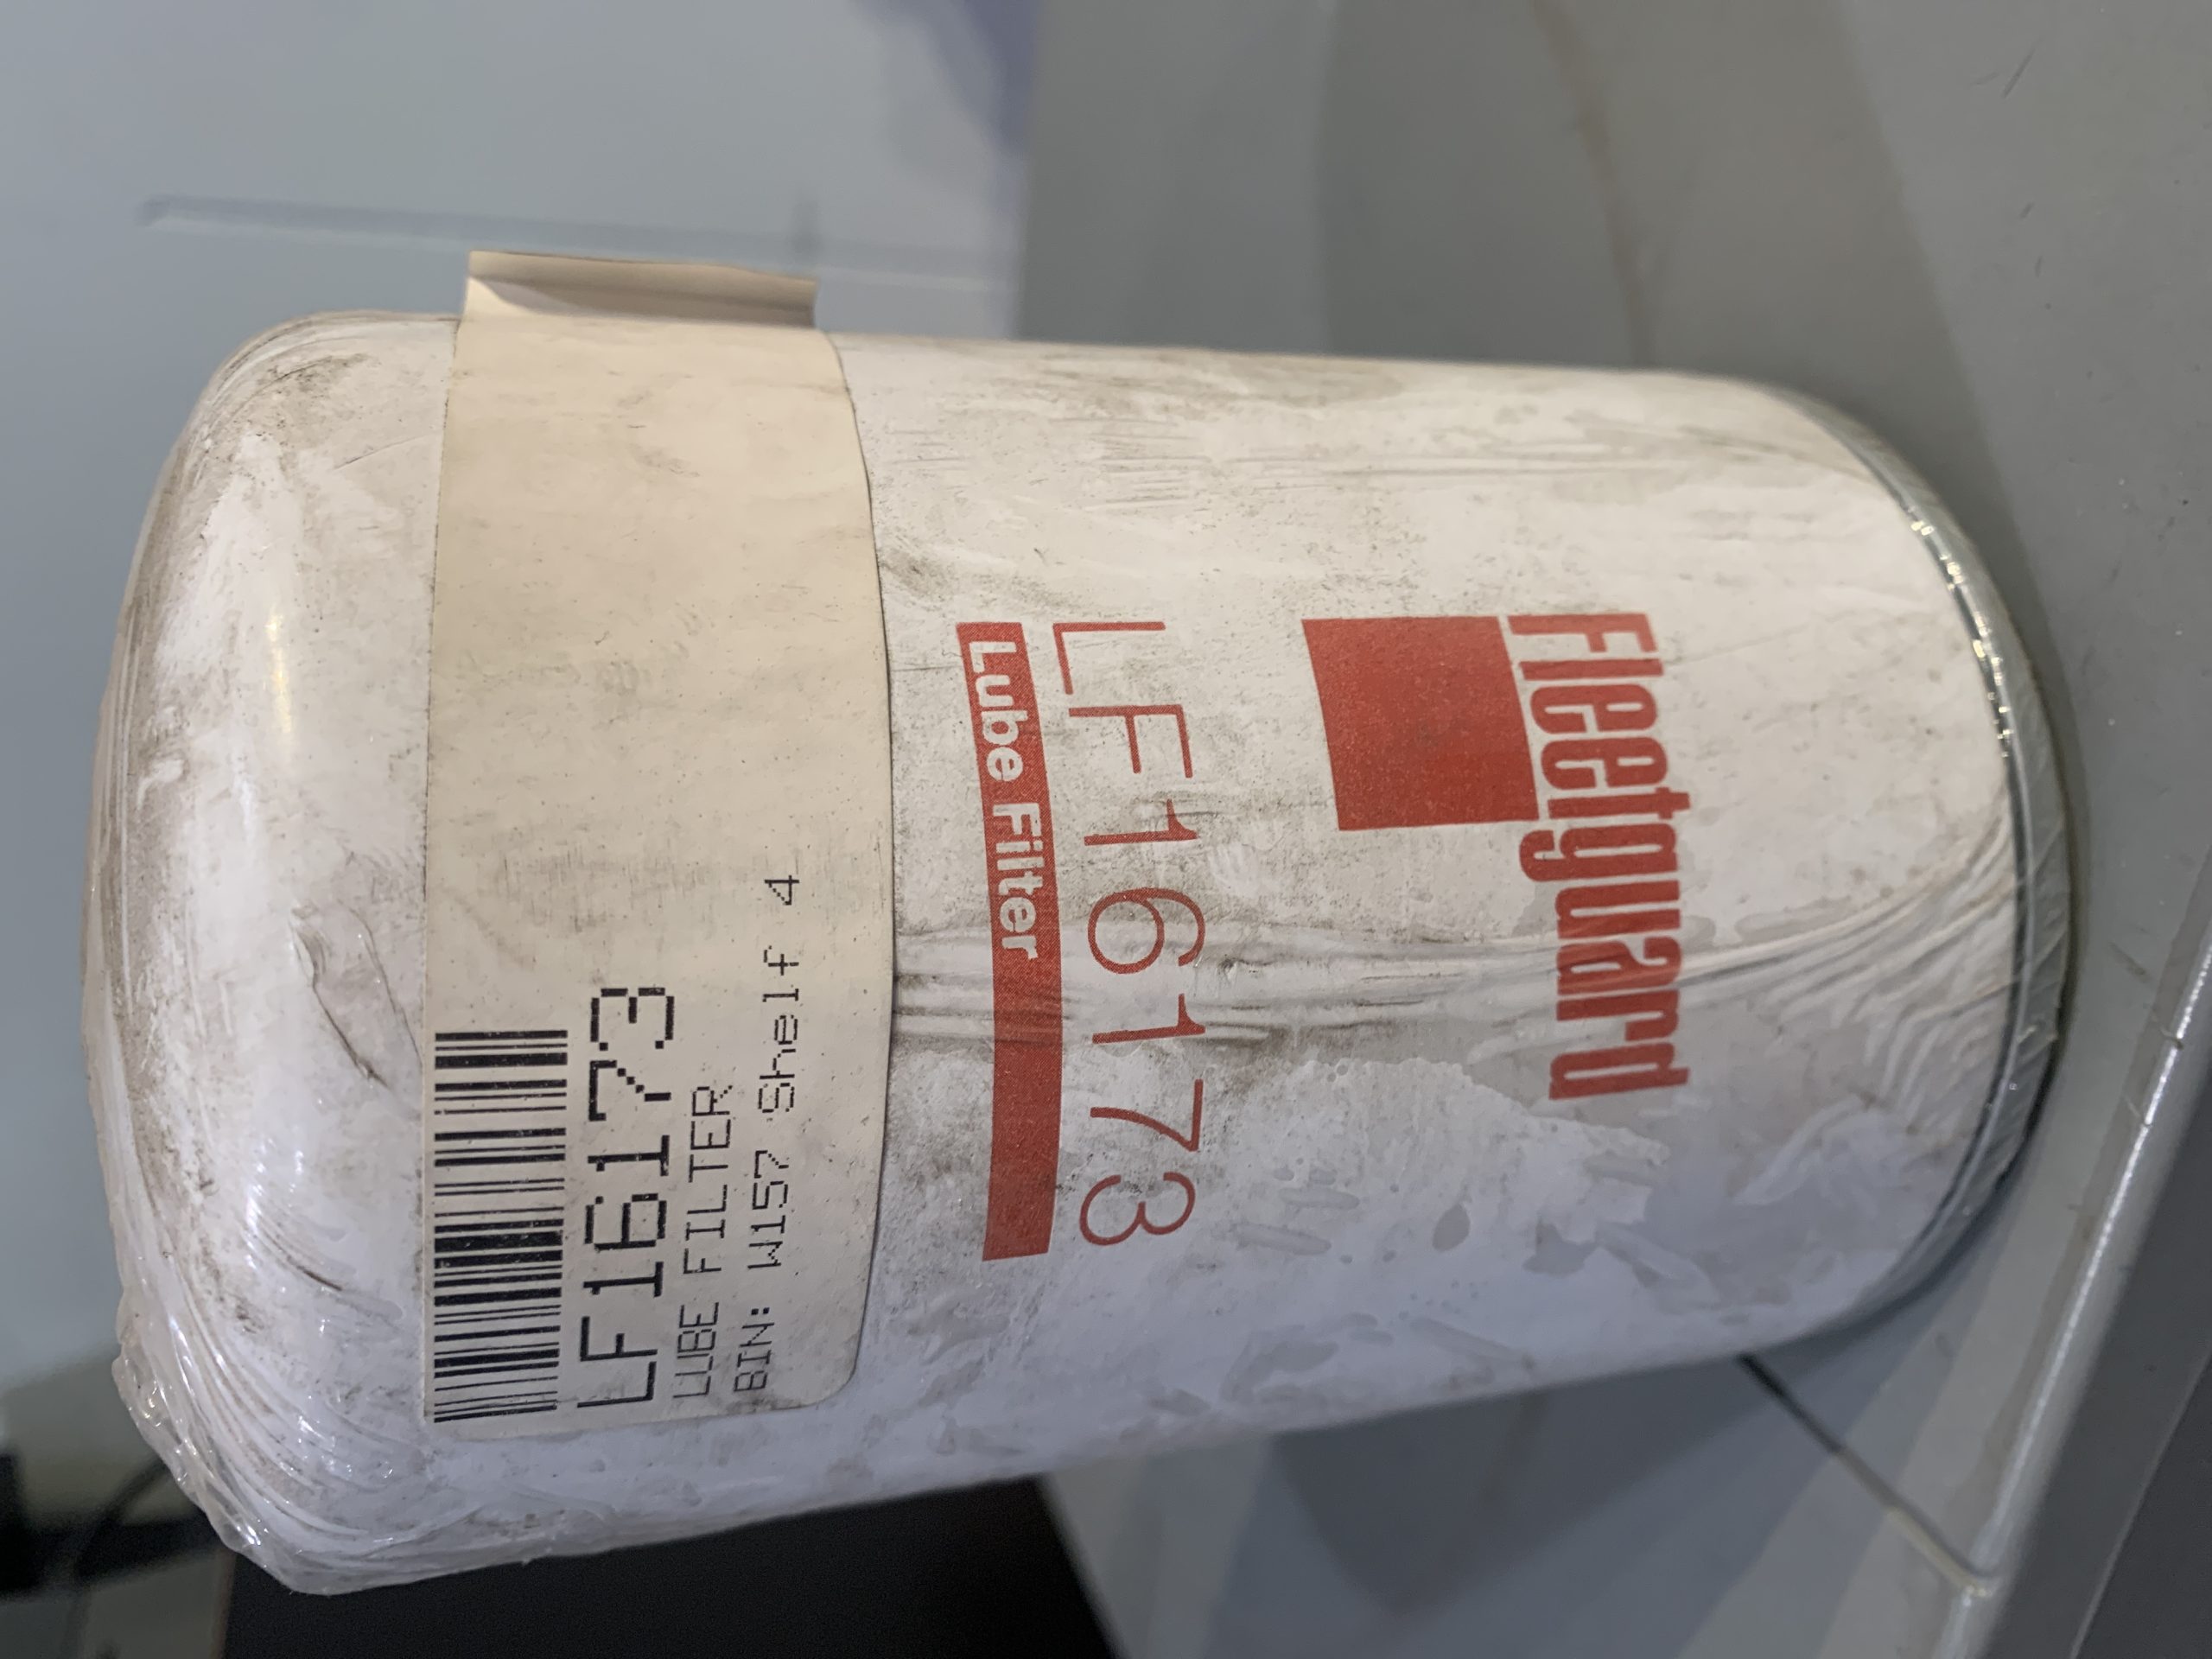 Fleetguard
LF16173
Lube Filter
LF16173
LUBE FILTER
BIN: W157 Shelf 4